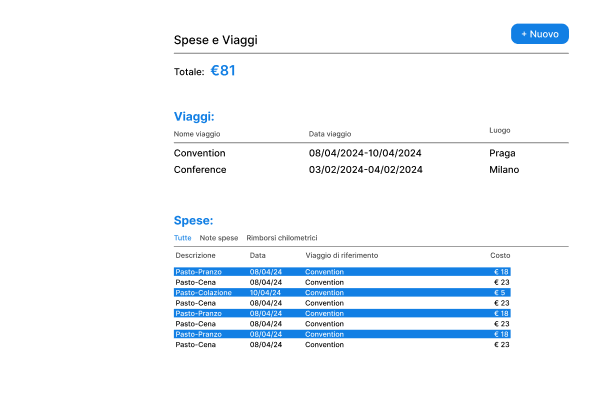 Spese e Viaggi
+ Nuovo
Totale: €81
Viaggi:
Nome viaggio Data viaggio Luogo
Convention 08/04/2024-10/04/2024 Praga
Conference 03/02/2024-04/02/2024 Milano
Spese:
Tutte Note spese Rimborsi chilometrici
Descrizione Data Viaggio di riferimento Costo
Pasto-Pranzo 08/04/24 Convention € 18
Pasto-Cena 08/04/24 Convention € 23
Pasto-Colazione 10/04/24 Convention € 5
Pasto-Cena 08/04/24 Convention € 23
Pasto-Pranzo 08/04/24 Convention € 18
Pasto-Cena 08/04/24 Convention € 23
Pasto-Pranzo 08/04/24 Convention € 18
Pasto-Cena 08/04/24 Convention € 23